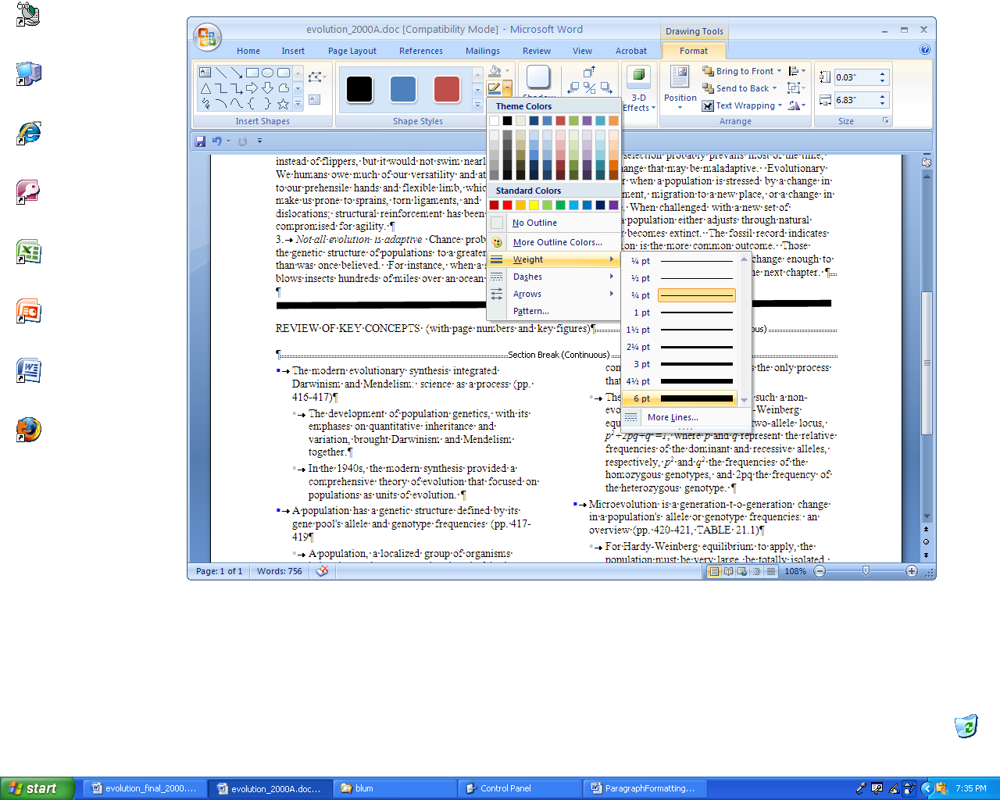 evolution_2000A.doc [Compatibility Mode] - Microsoft Word
Drawing Tools
Home Insert Page Layout References Mailings Review View Acrobat Format
3-D Effects
Position
Bring to Front
Send to Back
Text Wrapping
0.03"
6.83"
Insert Shapes
Shape Styles
Arrange
Size
Theme Colors
Standard Colors
No Outline
More Outline Colors...
Weight
Dashes
Arrows
Pattern...
¼ pt
½ pt
¾ pt
1 pt
1½ pt
2¼ pt
3 pt
4½ pt
6 pt
More Lines...
instead of flippers, but it would not swim nearl
We humans owe much of our versatility and at
to our prehensile hands and flexible limb, whic
make us prone to sprains, torn ligaments, and
dislocations; structural reinforcement has been
compromised for agility. ¶
3. Not all evolution is adaptive. Chance prob
the genetic structure of populations to a greate
than was once believed. For instance, when a s
blows insects hundreds of miles over an ocean
¶
selection probably prevails most of the time,
ange that may be maladaptive. Evolutionary
r when a population is stressed by a change in
ment, migration to a new place, or a change in
. When challenged with a new set of
a population either adjusts through natural
r becomes extinct. The fossil record indicates
ion is the more common outcome. Those
change enough to
he next chapter. ¶
REVIEW OF KEY CONCEPTS (with page numbers and key figures)¶
ous)
¶ Section Break (Continuous)
The modern evolutionary synthesis integrated
Darwinism and Mendelism: science as a process (pp.
416-417)¶
The development of population genetics, with its
emphases on quantitative inheritance and
variation, brought Darwinism and Mendelism
together.¶
In the 1940s, the modern synthesis provided a
comprehensive theory of evolution that focused on
populations as units of evolution. ¶
A population has a genetic structure defined by its
gene pool's allele and genotype frequencies (pp. 417-
419¶
A population, a localized group of organisms
con s the only process
that
The such a non-
evo -Weinberg
equ two-allele locus,
p²+2pq+q²=1, where p and q represent the relative
frequencies of the dominant and recessive alleles,
respectively, p² and q² the frequencies of the
homozygous genotypes, and 2pq the frequency of
the heterozygous genotype. ¶
Microevolution is a generation-t-o-generation change
in a population's allele or genotype frequencies: an
overview (pp. 420-421, TABLE 21.1)¶
For Hardy-Weinberg equilibrium to apply, the
population must be very large, be totally isolated,
Page: 1 of 1 Words: 756 108%
start evolution_final_2000.... evolution_2000A.doc... blum Control Panel ParagraphFormatting... 7:35 PM